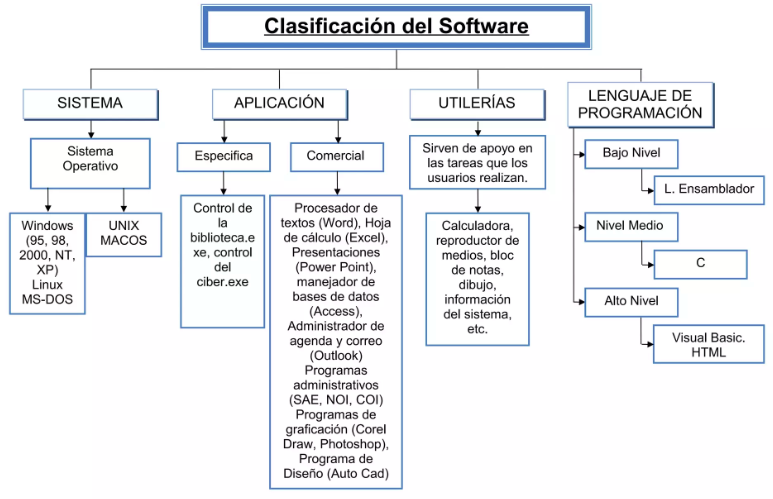 Clasificación del Software
SISTEMA
Sistema
Operativo
Windows
(95, 98,
2000, NT,
XP)
Linux
MS-DOS
UNIX
MACOS
APLICACIÓN
Especifica
Control de
la
biblioteca.e
xe, control
del
ciber.exe
Comercial
Procesador de
textos (Word), Hoja
de cálculo (Excel),
Presentaciones
(Power Point),
manejador de
bases de datos
(Access),
Administrador de
agenda y correo
(Outlook)
Programas
administrativos
(SAE, NOI, COI)
Programas de
graficación (Corel
Draw, Photoshop),
Programa de
Diseño (Auto Cad)
UTILERÍAS
Sirven de apoyo en
las tareas que los
usuarios realizan.
Calculadora,
reproductor de
medios, bloc
de notas,
dibujo,
información
del sistema,
etc.
LENGUAJE DE
PROGRAMACIÓN
Bajo Nivel
L. Ensamblador
Nivel Medio
C
Alto Nivel
Visual Basic.
HTML